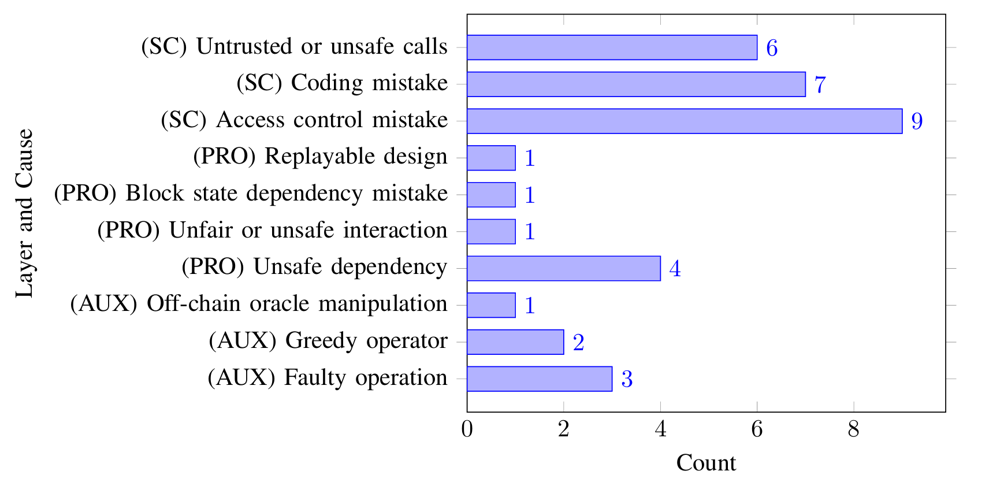 Layer and Cause
(SC) Untrusted or unsafe calls 6
(SC) Coding mistake 7
(SC) Access control mistake 9
(PRO) Replayable design 1
(PRO) Block state dependency mistake 1
(PRO) Unfair or unsafe interaction 1
(PRO) Unsafe dependency 4
(AUX) Off-chain oracle manipulation 1
(AUX) Greedy operator 2
(AUX) Faulty operation 3
0 2 4 6 8
Count